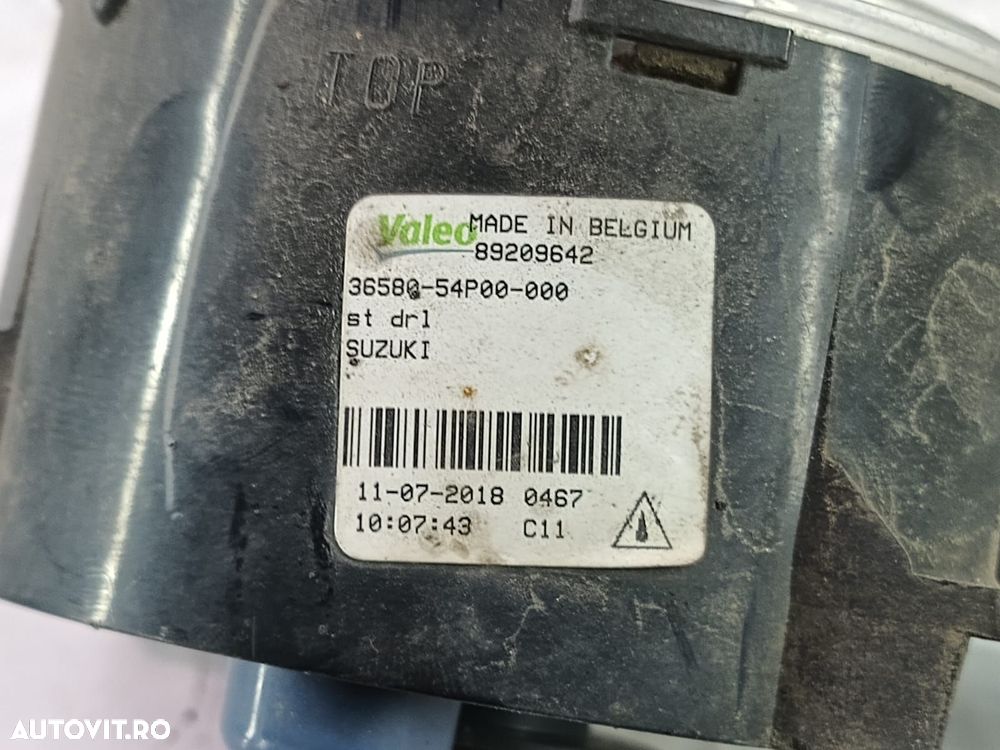 TOP
Valeo MADE IN BELGIUM
89209642
36580-54P00-000
st drl
SUZUKI
11-07-2018 0467
10:07:43 C11
AUTOVIT.RO